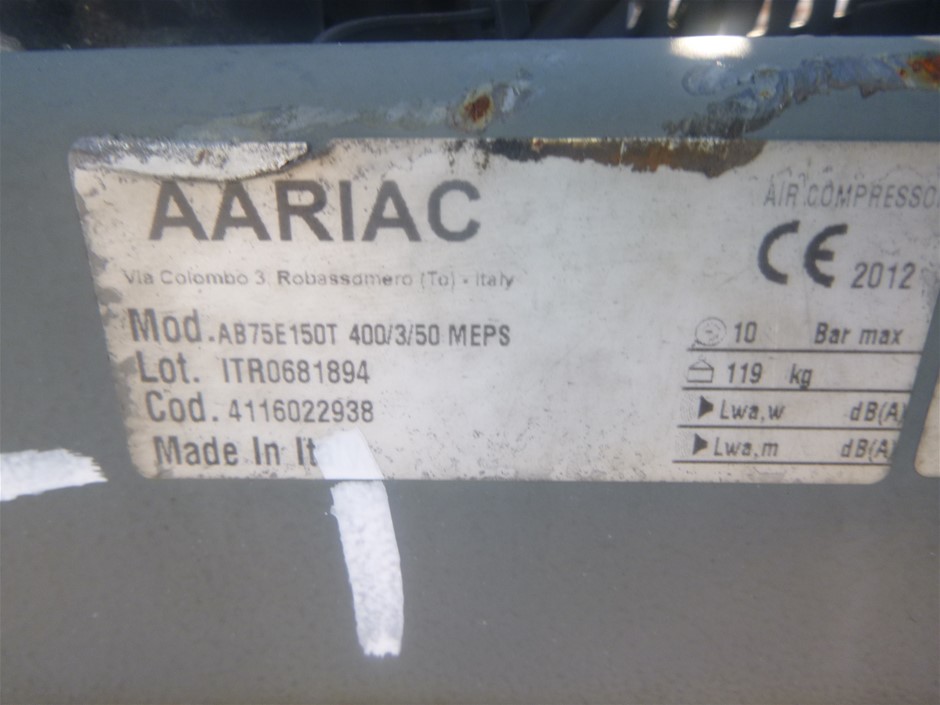 AARIAC
Via Colombo 3, Robassomero (To) - Italy
Mod. AB75E150T 400/3/50 MEPS
Lot. ITR0681894
Cod. 4116022938
Made In It
AIR COMPRESSO
CE 2012
10 Bar max
119 kg
Lwa,w dB(A)
Lwa,m dB(A)